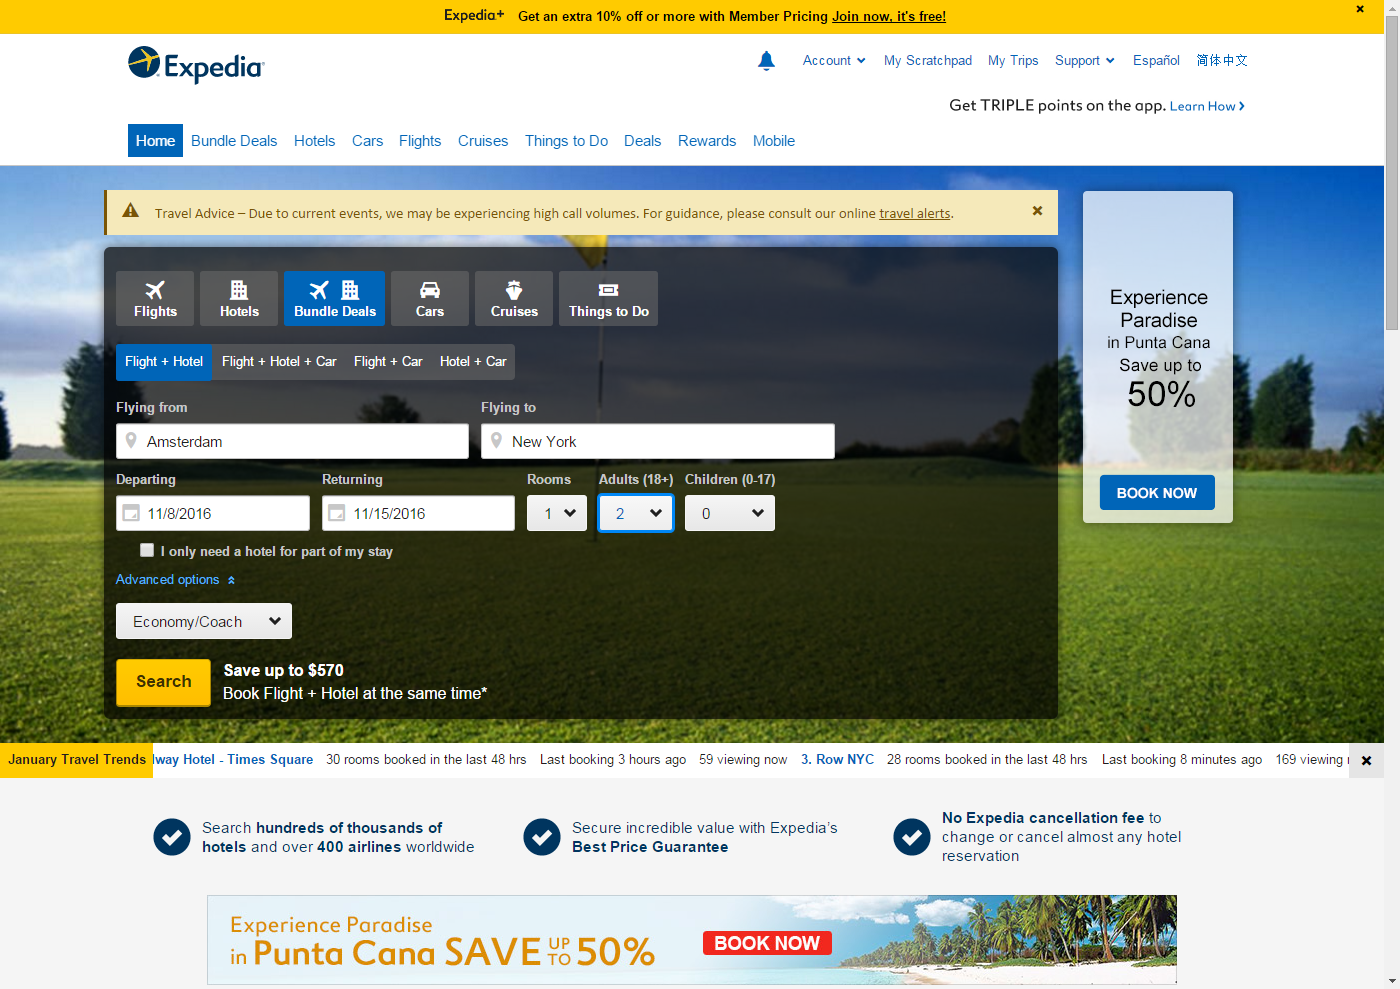 Expedia+ Get an extra 10% off or more with Member Pricing Join now, it's free!
Expedia
Account My Scratchpad My Trips Support Español 简体中文
Get TRIPLE points on the app. Learn How
Home Bundle Deals Hotels Cars Flights Cruises Things to Do Deals Rewards Mobile
Travel Advice – Due to current events, we may be experiencing high call volumes. For guidance, please consult our online travel alerts.
Flights Hotels Bundle Deals Cars Cruises Things to Do
Flight + Hotel Flight + Hotel + Car Flight + Car Hotel + Car
Flying from Flying to
Amsterdam New York
Departing Returning Rooms Adults (18+) Children (0-17)
11/8/2016 11/15/2016 1 2 0
I only need a hotel for part of my stay
Advanced options
Economy/Coach
Search
Save up to $570
Book Flight + Hotel at the same time*
Experience
Paradise
in Punta Cana
Save up to
50%
BOOK NOW
January Travel Trends lway Hotel - Times Square 30 rooms booked in the last 48 hrs Last booking 3 hours ago 59 viewing now 3. Row NYC 28 rooms booked in the last 48 hrs Last booking 8 minutes ago 169 viewing
Search hundreds of thousands of
hotels and over 400 airlines worldwide
Secure incredible value with Expedia's
Best Price Guarantee
No Expedia cancellation fee to
change or cancel almost any hotel
reservation
Experience Paradise
in Punta Cana SAVE UP TO 50%
BOOK NOW